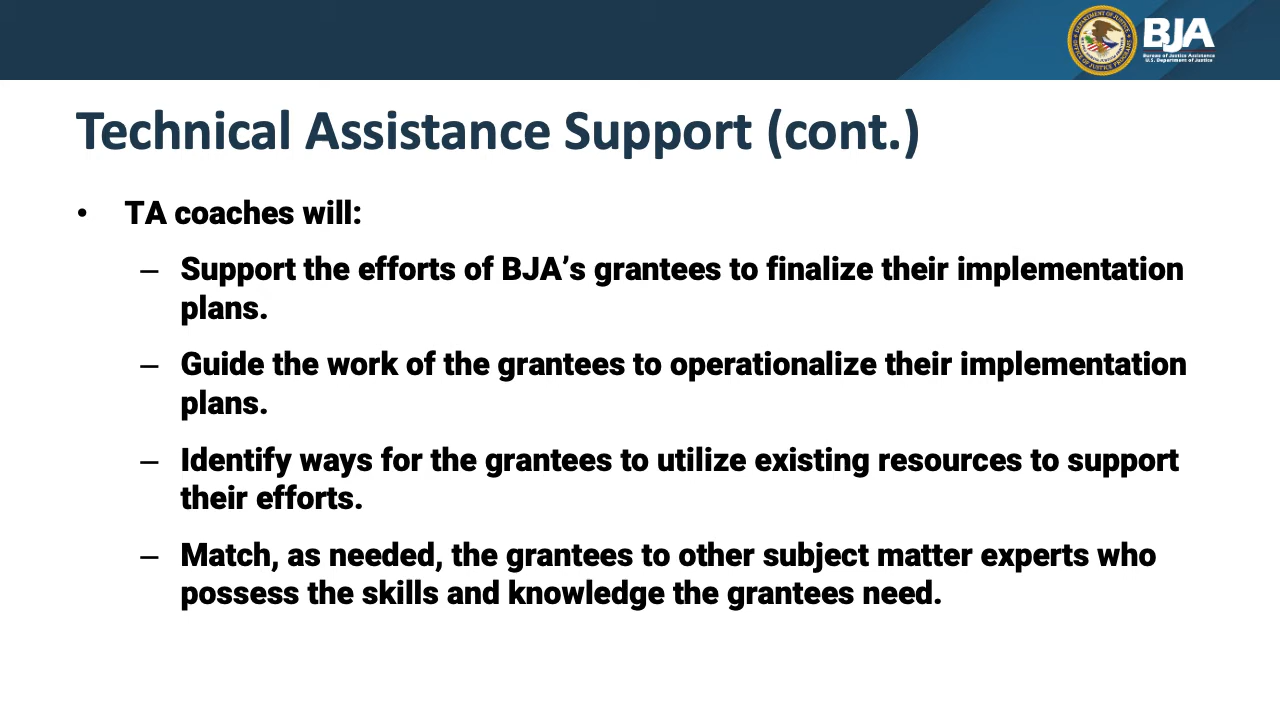 BJA
Bureau of Justice Assistance
U.S. Department of Justice
Technical Assistance Support (cont.)
• TA coaches will:
– Support the efforts of BJA’s grantees to finalize their implementation
plans.
– Guide the work of the grantees to operationalize their implementation
plans.
– Identify ways for the grantees to utilize existing resources to support
their efforts.
– Match, as needed, the grantees to other subject matter experts who
possess the skills and knowledge the grantees need.